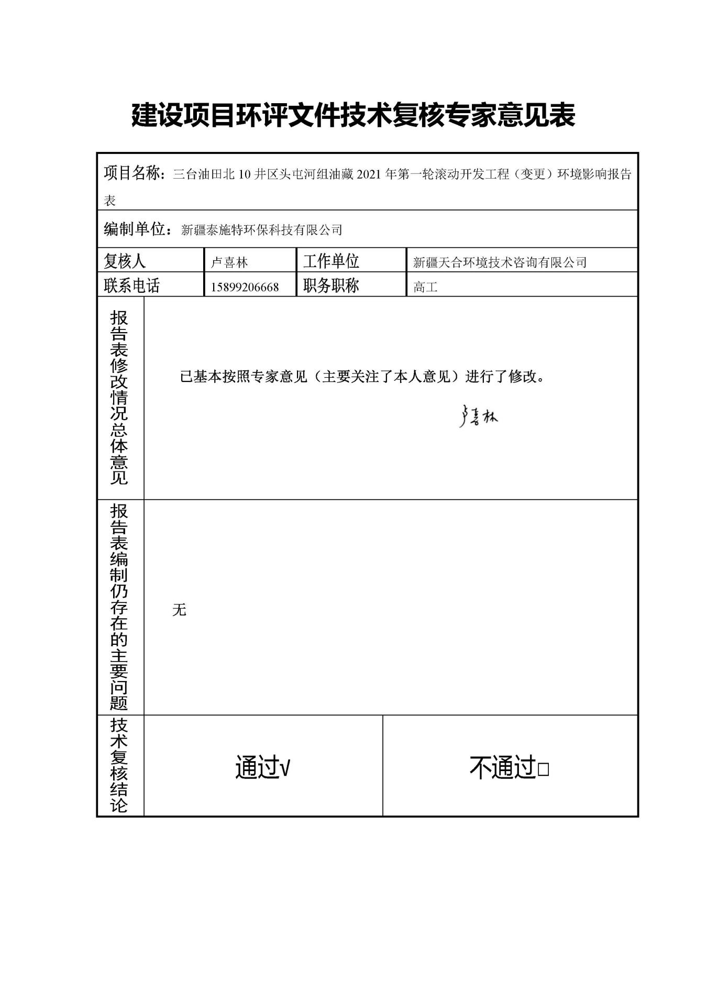 建设项目环评文件技术复核专家意见表
项目名称：三台油田北 10 井区头屯河组油藏 2021 年第一轮滚动开发工程（变更）环境影响报告
表
编制单位：新疆泰施特环保科技有限公司
复核人 卢喜林 工作单位 新疆天合环境技术咨询有限公司
联系电话 15899206668 职务职称 高工
报告表修改情况总体意见
已基本按照专家意见（主要关注了本人意见）进行了修改。
卢喜林
报告表编制仍存在的主要问题
无
技术复核结论
通过√ 不通过□